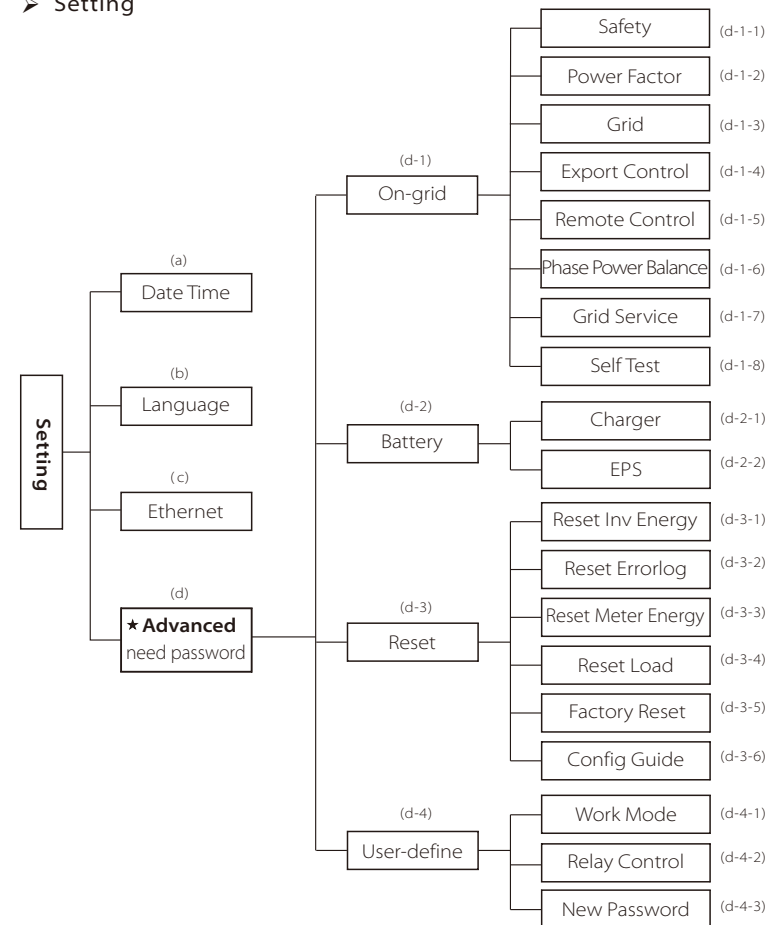 ➢ Setting
Setting
(a)
Date Time
(b)
Language
(c)
Ethernet
(d)
★ Advanced
need password
(d-1)
On-grid
Safety (d-1-1)
Power Factor (d-1-2)
Grid (d-1-3)
Export Control (d-1-4)
Remote Control (d-1-5)
Phase Power Balance (d-1-6)
Grid Service (d-1-7)
Self Test (d-1-8)
(d-2)
Battery
Charger (d-2-1)
EPS (d-2-2)
(d-3)
Reset
Reset Inv Energy (d-3-1)
Reset Errorlog (d-3-2)
Reset Meter Energy (d-3-3)
Reset Load (d-3-4)
Factory Reset (d-3-5)
Config Guide (d-3-6)
(d-4)
User-define
Work Mode (d-4-1)
Relay Control (d-4-2)
New Password (d-4-3)